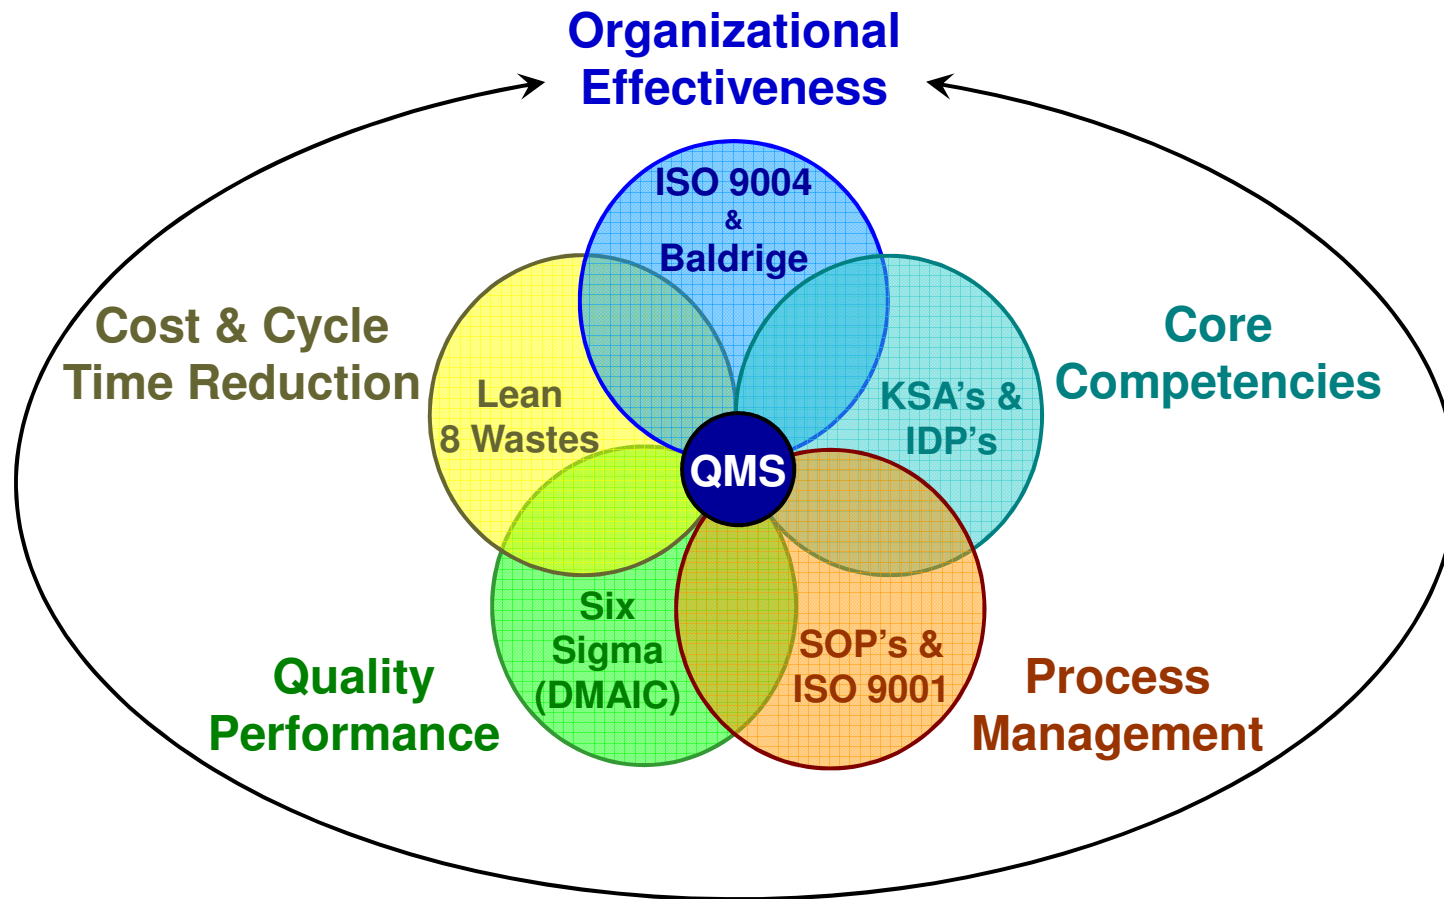 Organizational
Effectiveness
ISO 9004
&
Baldrige
Cost & Cycle
Time Reduction
Lean
8 Wastes
Core
Competencies
KSA's &
IDP's
QMS
Six
Sigma
(DMAIC)
SOP's &
ISO 9001
Quality
Performance
Process
Management